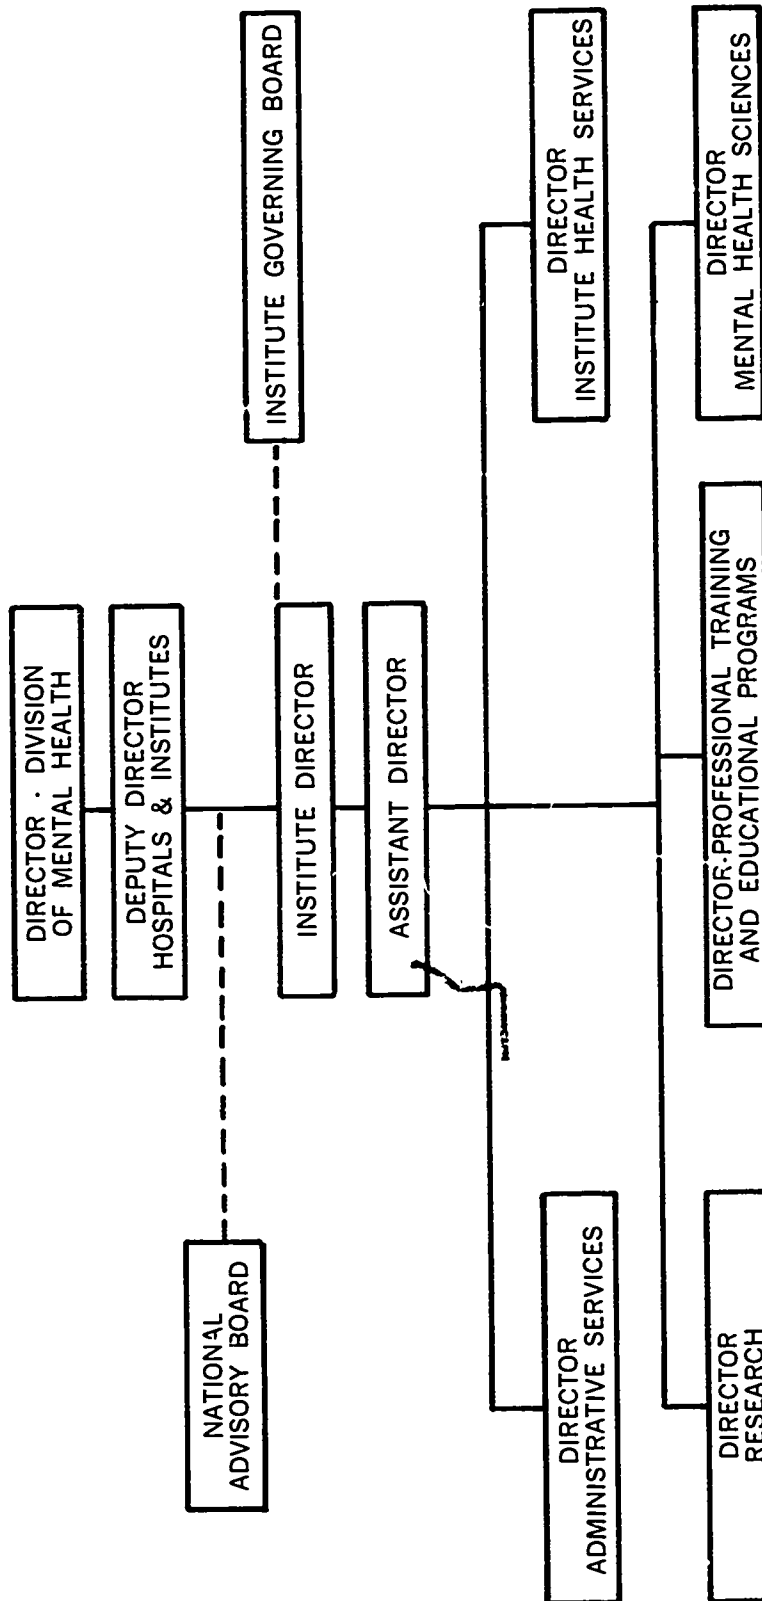 DIRECTOR · DIVISION
OF MENTAL HEALTH
DEPUTY DIRECTOR
HOSPITALS & INSTITUTES
NATIONAL
ADVISORY BOARD
INSTITUTE GOVERNING BOARD
INSTITUTE DIRECTOR
ASSISTANT DIRECTOR
DIRECTOR
ADMINISTRATIVE SERVICES
DIRECTOR
INSTITUTE HEALTH SERVICES
DIRECTOR
RESEARCH
DIRECTOR-PROFESSIONAL TRAINING
AND EDUCATIONAL PROGRAMS
DIRECTOR
MENTAL HEALTH SCIENCES